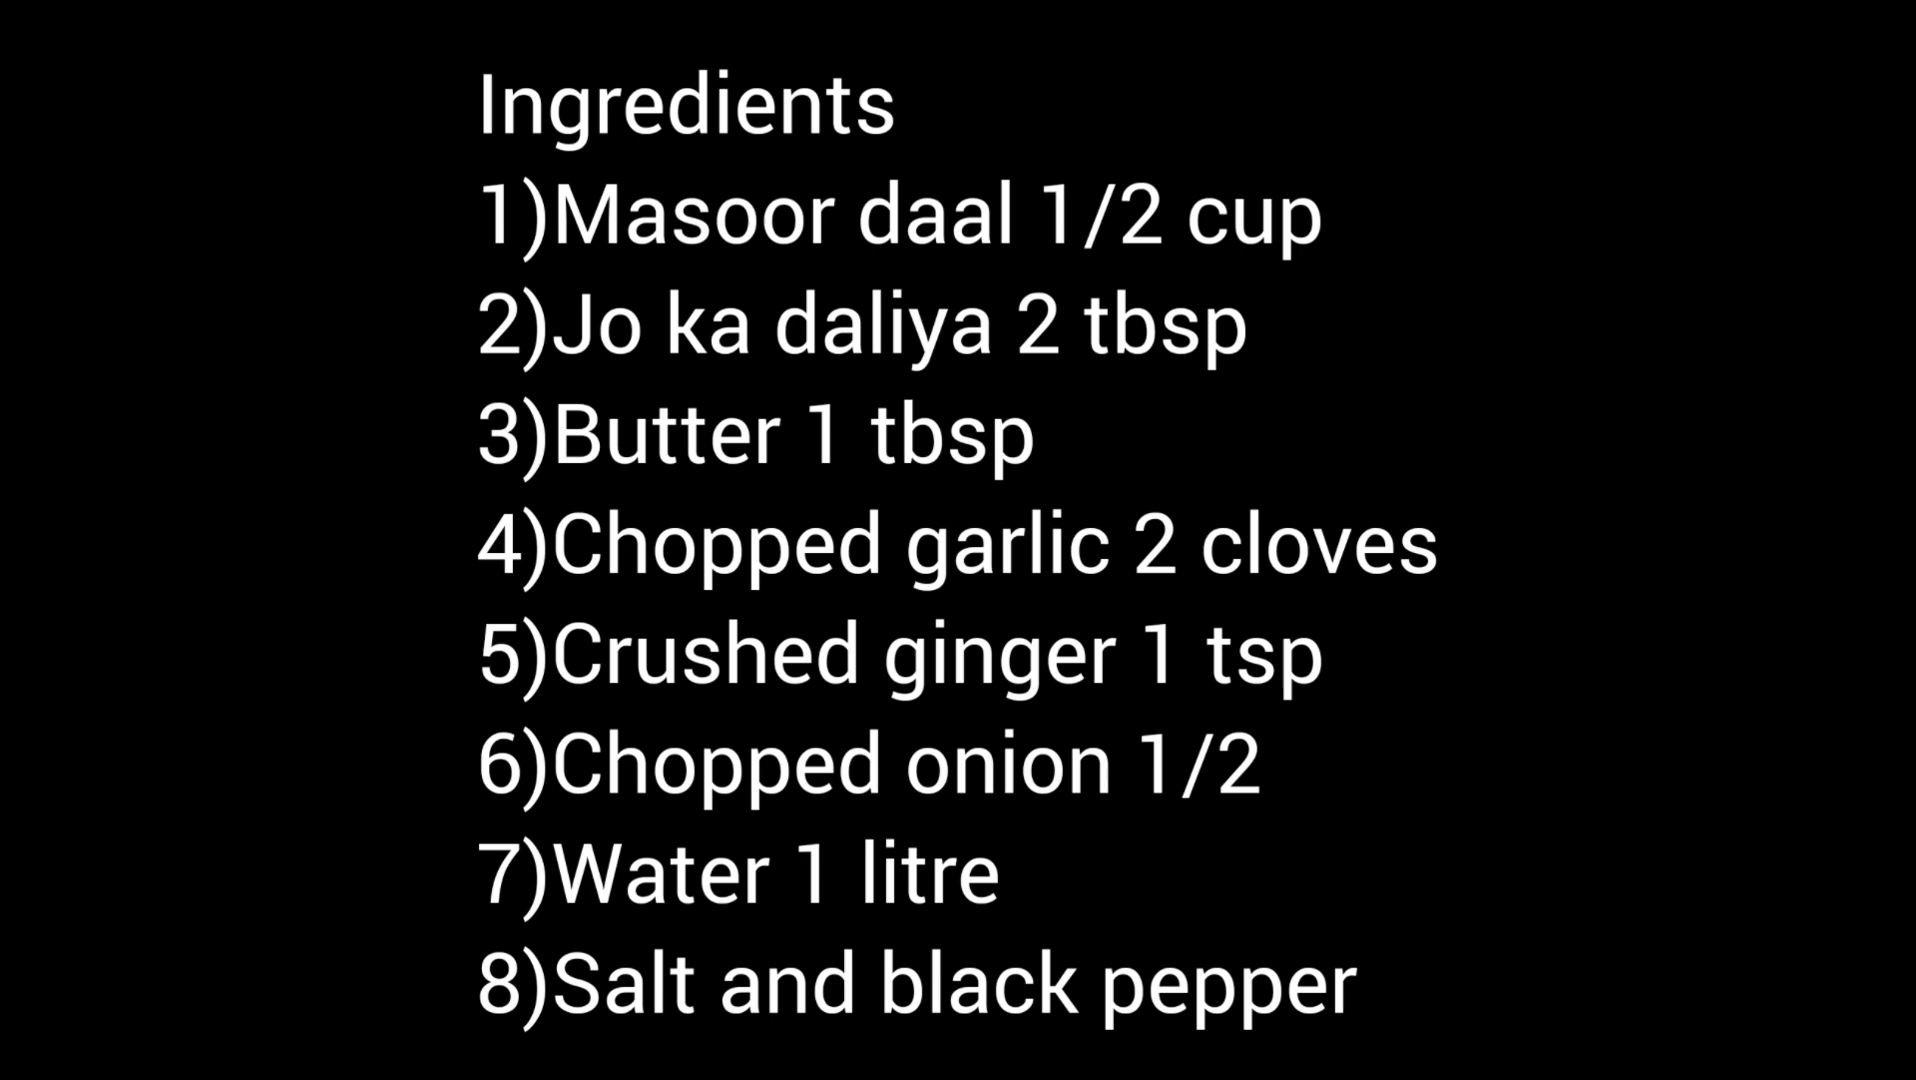 Ingredients
1)Masoor daal 1/2 cup
2)Jo ka daliya 2 tbsp
3)Butter 1 tbsp
4)Chopped garlic 2 cloves
5)Crushed ginger 1 tsp
6)Chopped onion 1/2
7)Water 1 litre
8)Salt and black pepper